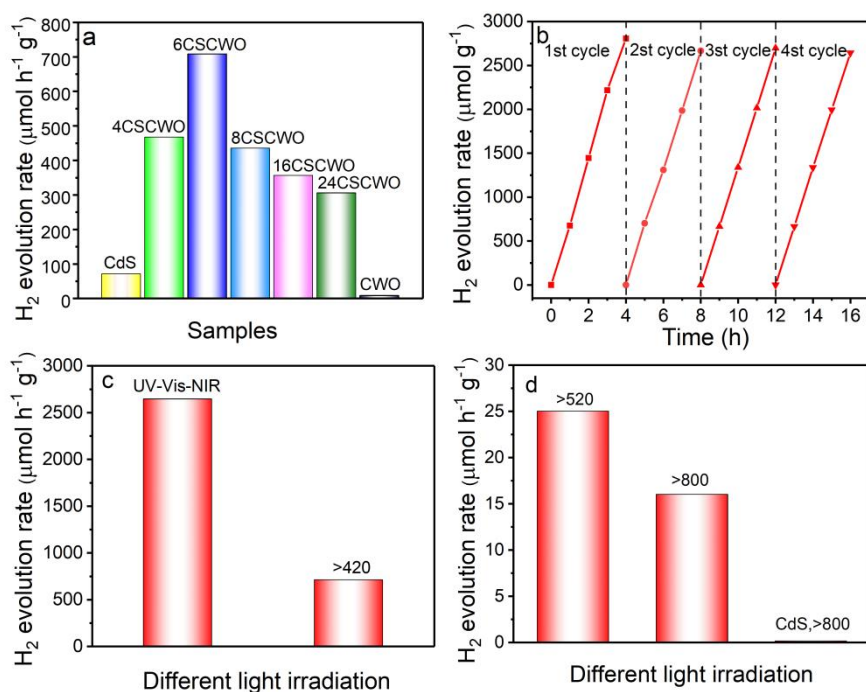 a
H₂ evolution rate (μmol h⁻¹ g⁻¹)
800
700
600
500
400
300
200
100
0
CdS
4CSCWO
6CSCWO
8CSCWO
16CSCWO
24CSCWO
CWO
Samples
b
H₂ evolution rate (μmol g⁻¹)
3000
2500
2000
1500
1000
500
0
1st cycle
2st cycle
3st cycle
4st cycle
0 2 4 6 8 10 12 14 16
Time (h)
c
H₂ evolution rate (μmol h⁻¹ g⁻¹)
3000
2500
2000
1500
1000
500
0
UV-Vis-NIR
>420
Different light irradiation
d
H₂ evolution rate (μmol h⁻¹ g⁻¹)
30
25
20
15
10
5
0
>520
>800
CdS,>800
Different light irradiation